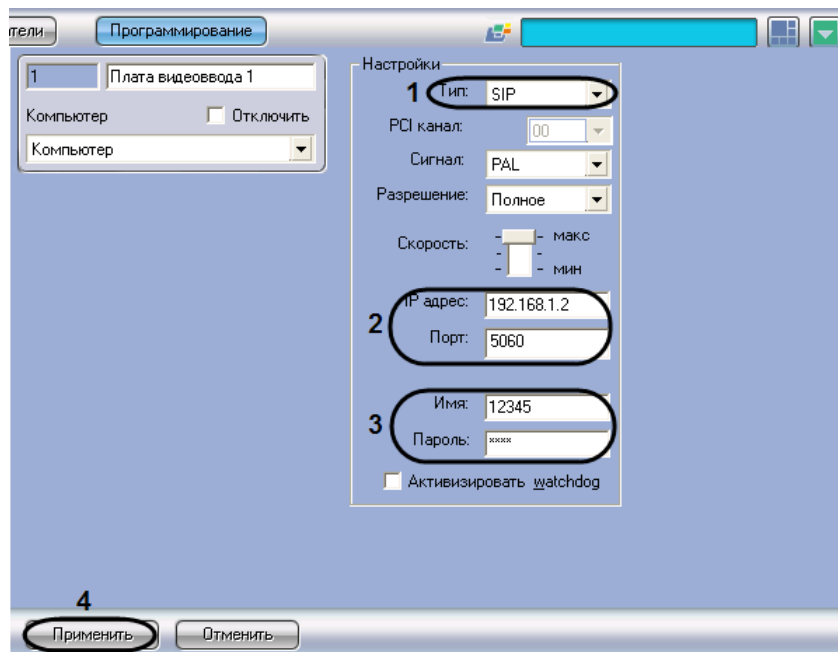 тели
Программирование
1
Плата видеоввода 1
Компьютер
Отключить
Компьютер
Настройки
1
Тип:
SIP
PCI канал:
00
Сигнал:
PAL
Разрешение:
Полное
Скорость:
макс
мин
2
IP адрес:
192.168.1.2
Порт:
5060
3
Имя:
12345
Пароль:
****
Активизировать watchdog
4
Применить
Отменить